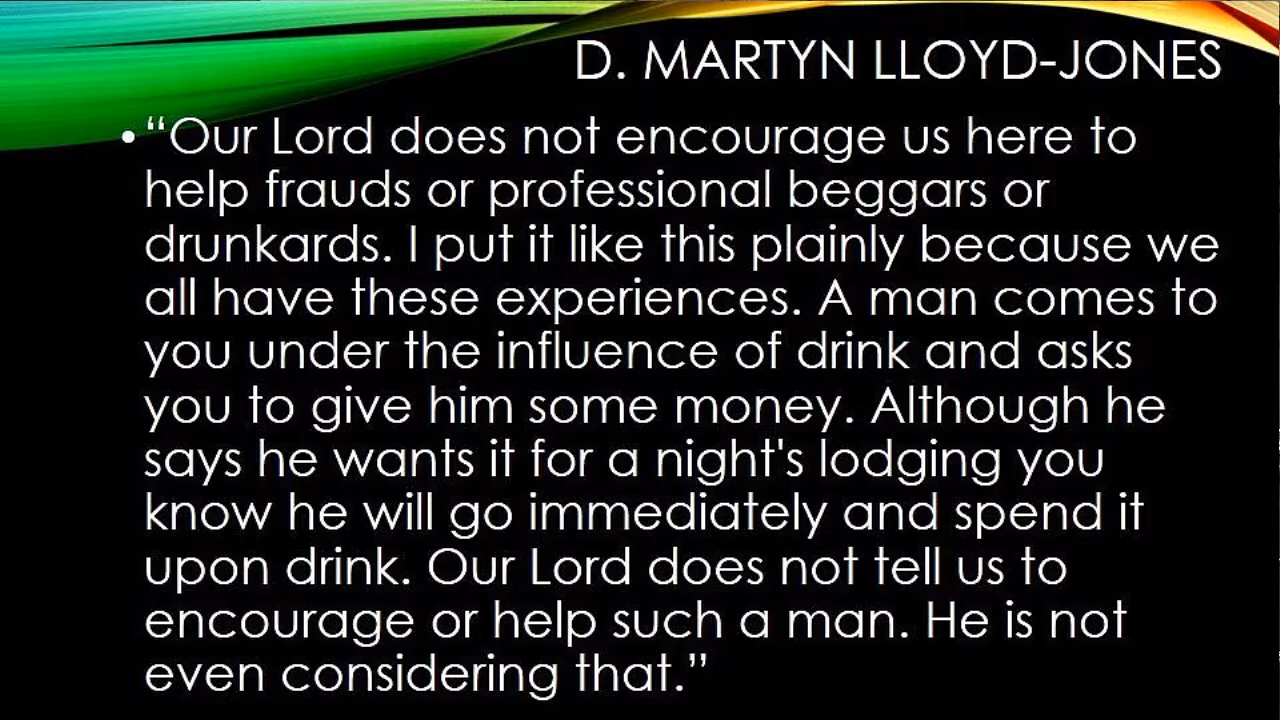 D. MARTYN LLOYD-JONES
• “Our Lord does not encourage us here to
help frauds or professional beggars or
drunkards. I put it like this plainly because we
all have these experiences. A man comes to
you under the influence of drink and asks
you to give him some money. Although he
says he wants it for a night's lodging you
know he will go immediately and spend it
upon drink. Our Lord does not tell us to
encourage or help such a man. He is not
even considering that.”